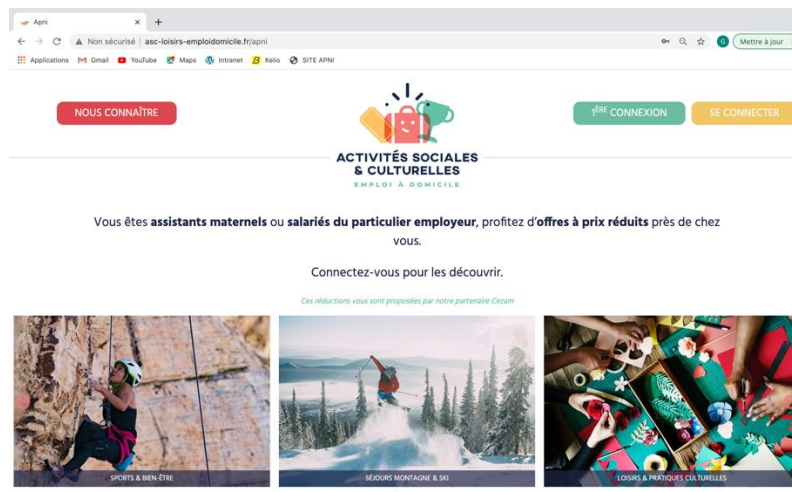 Apni
Non sécurisé | asc-loisirs-emploidomicile.fr/apni
G
Mettre à jour
Applications
Gmail
YouTube
Maps
Intranet
Kelio
SITE APNI
NOUS CONNAÎTRE
1ÈRE CONNEXION
SE CONNECTER
ACTIVITÉS SOCIALES
& CULTURELLES
EMPLOI À DOMICILE
Vous êtes assistants maternels ou salariés du particulier employeur, profitez d'offres à prix réduits près de chez
vous.
Connectez-vous pour les découvrir.
Ces réductions vous sont proposées par notre partenaire Cezam
SPORTS & BIEN-ÊTRE
SÉJOURS MONTAGNE & SKI
LOISIRS & PRATIQUES CULTURELLES